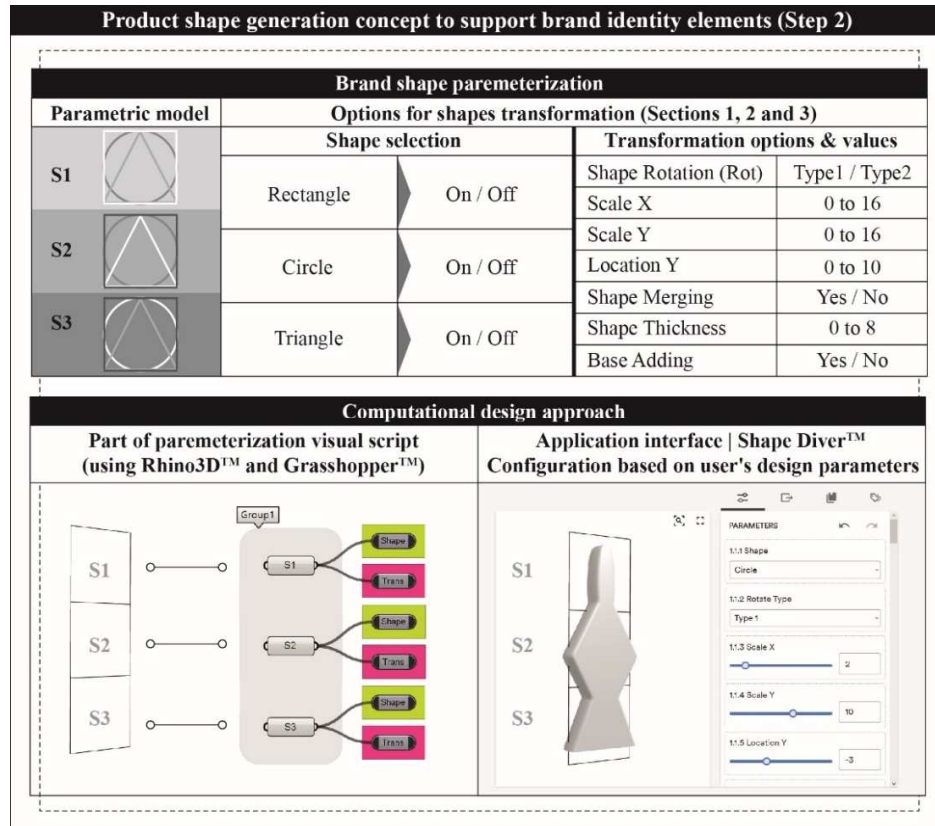 Product shape generation concept to support brand identity elements (Step 2)
Brand shape paremeterization
Parametric model
Options for shapes transformation (Sections 1, 2 and 3)
Shape selection
Transformation options & values
S1
S2
S3
Rectangle On / Off
Circle On / Off
Triangle On / Off
Shape Rotation (Rot) Type1 / Type2
Scale X 0 to 16
Scale Y 0 to 16
Location Y 0 to 10
Shape Merging Yes / No
Shape Thickness 0 to 8
Base Adding Yes / No
Computational design approach
Part of paremeterization visual script
(using Rhino3D™ and Grasshopper™)
S1
S2
S3
Group1
S1
S2
S3
Shape
Trans
Shape
Trans
Shape
Trans
Application interface | Shape Diver™
Configuration based on user's design parameters
S1
S2
S3
PARAMETERS
1.1.1 Shape
Circle
1.1.2 Rotate Type
Type 1
1.1.3 Scale X
2
1.1.4 Scale Y
10
1.1.5 Location Y
-3